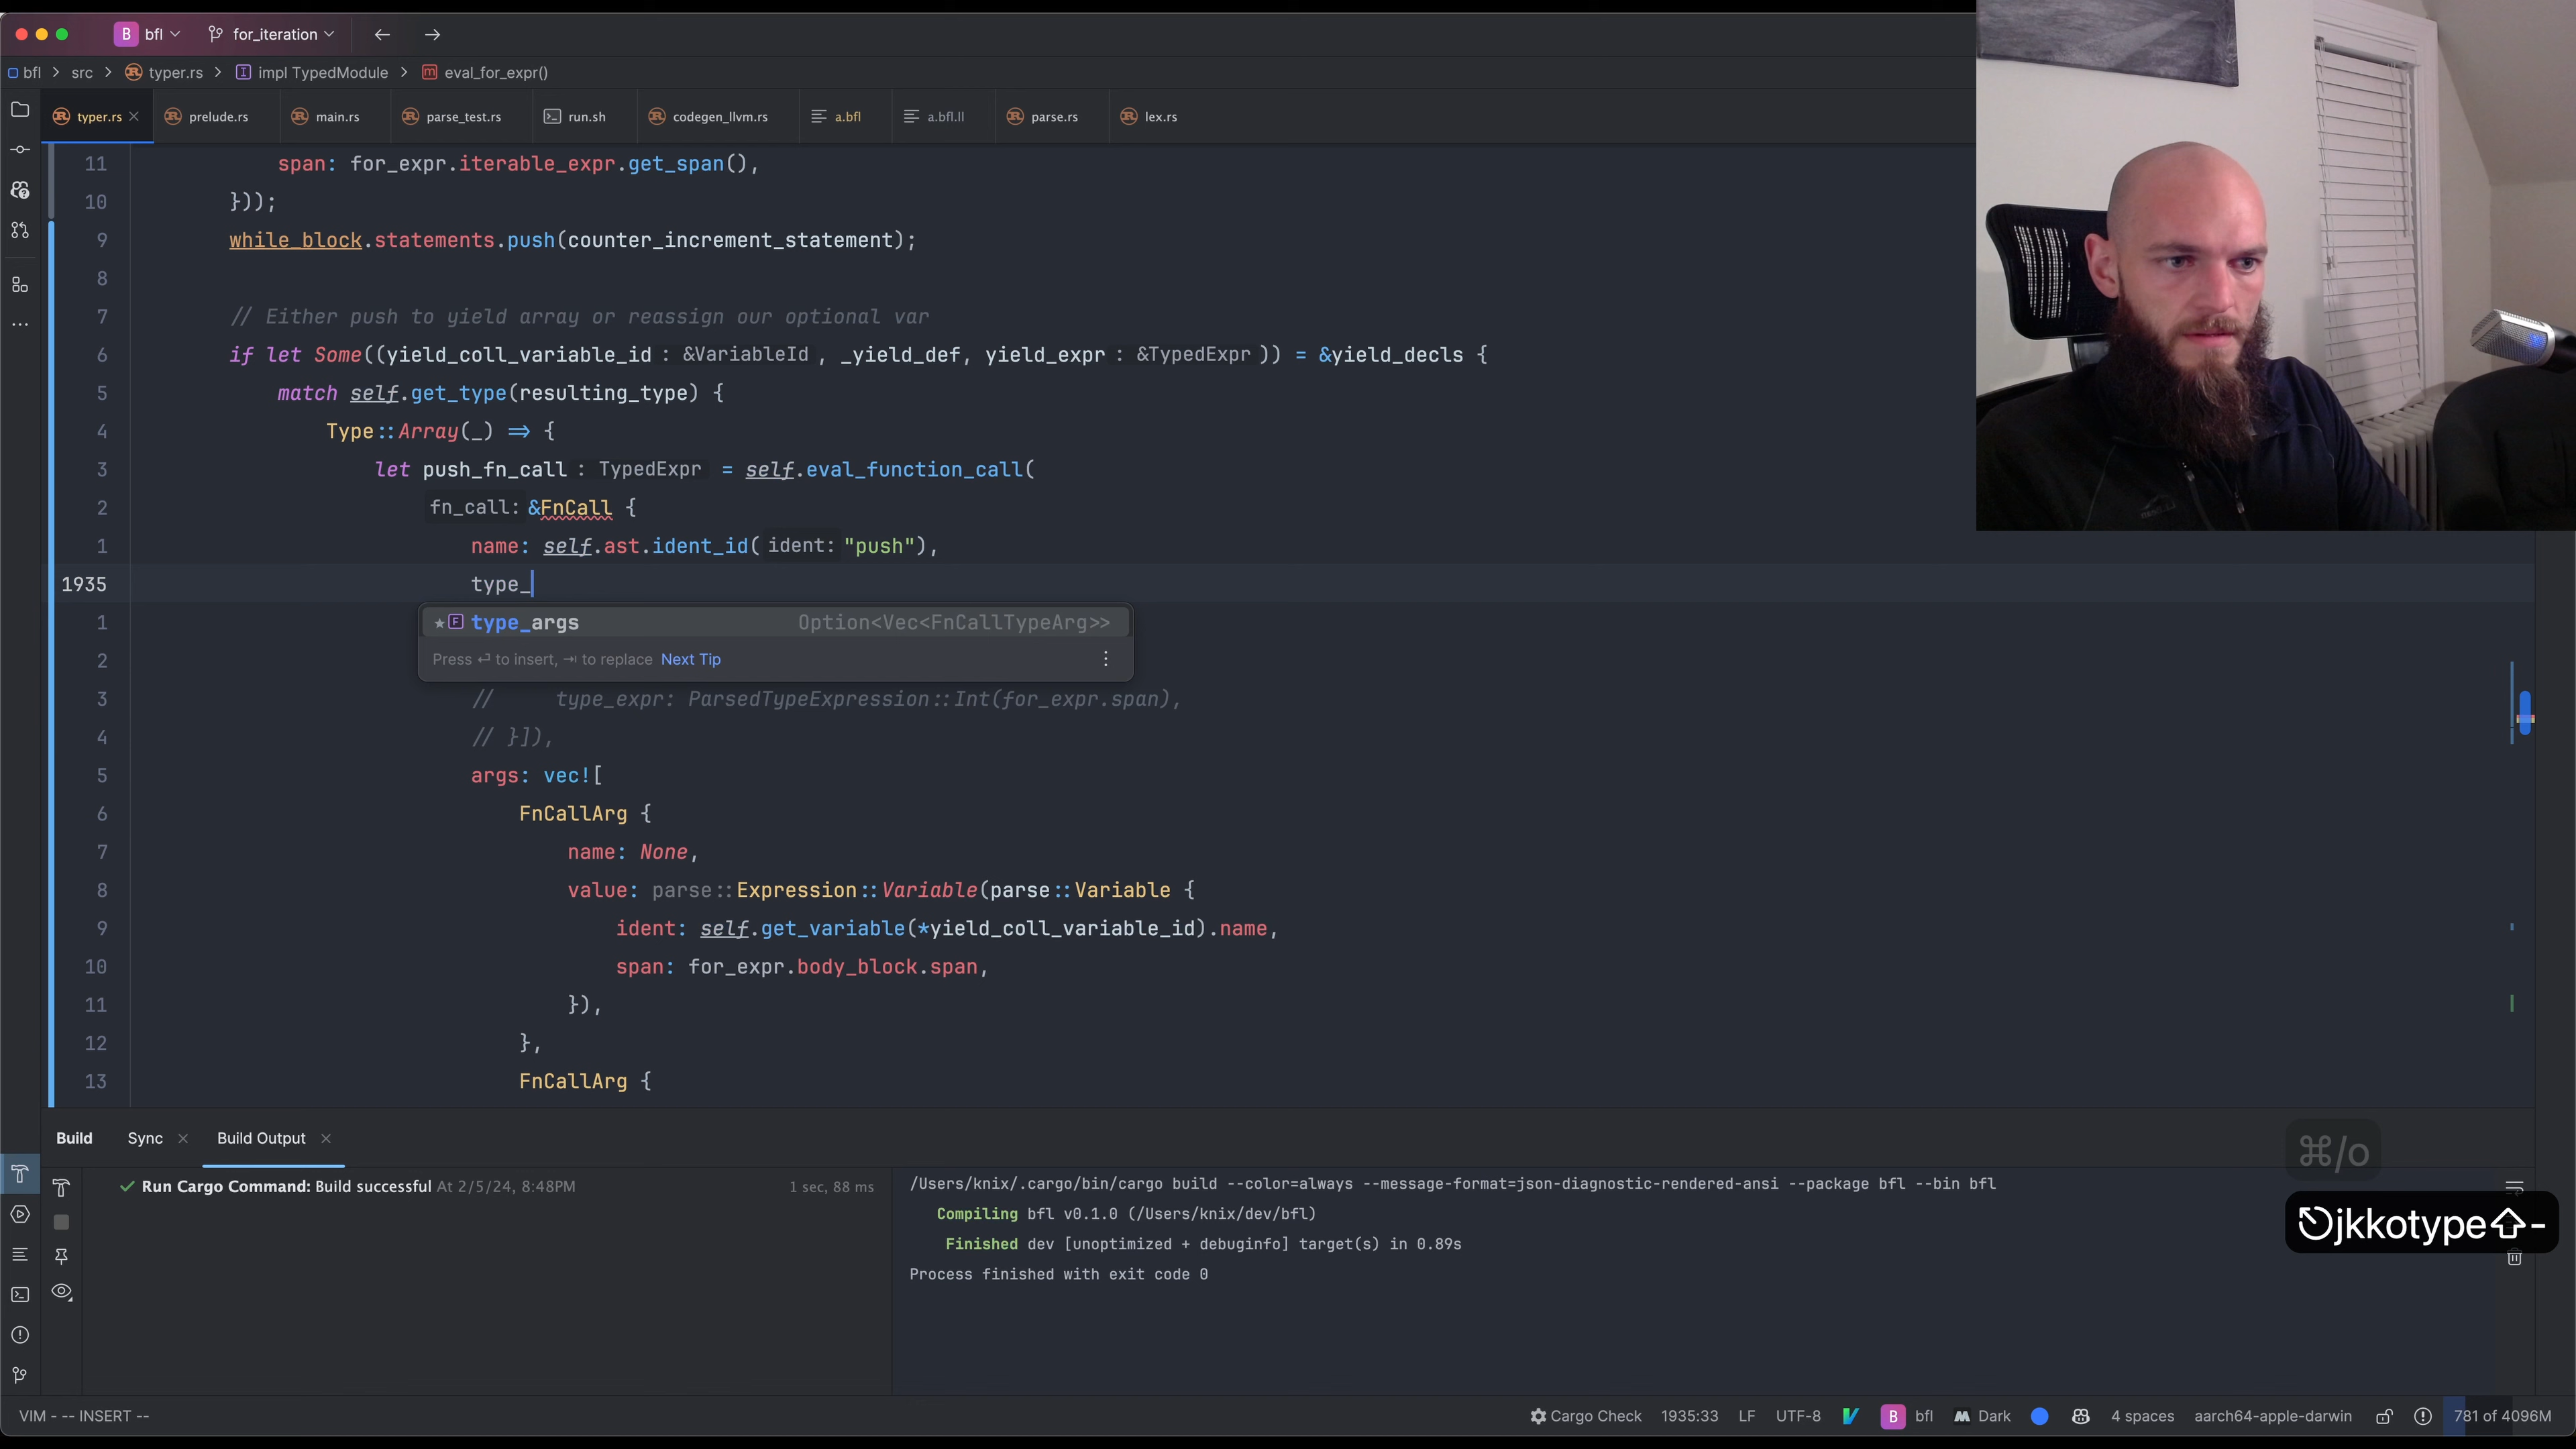 B bfl for_iteration
bfl src typer.rs impl TypedModule eval_for_expr()
typer.rs prelude.rs main.rs parse_test.rs run.sh codegen_llvm.rs a.bfl a.bfl.ll parse.rs lex.rs
11 span: for_expr.iterable_expr.get_span(),
10 }));
9 while_block.statements.push(counter_increment_statement);
8
7 // Either push to yield array or reassign our optional var
6 if let Some((yield_coll_variable_id: &VariableId, _yield_def, yield_expr: &TypedExpr)) = &yield_decls {
5 match self.get_type(resulting_type) {
4 Type::Array(_) => {
3 let push_fn_call: TypedExpr = self.eval_function_call(
2 fn_call: &FnCall {
1 name: self.ast.ident_id(ident: "push"),
1935 type_
1 type_args Option<Vec<FnCallTypeArg>>
2 Press ⏎ to insert, ⇥ to replace Next Tip
3 // type_expr: ParsedTypeExpression::Int(for_expr.span),
4 // }]),
5 args: vec![
6 FnCallArg {
7 name: None,
8 value: parse::Expression::Variable(parse::Variable {
9 ident: self.get_variable(*yield_coll_variable_id).name,
10 span: for_expr.body_block.span,
11 }),
12 },
13 FnCallArg {
Build Sync Build Output
⌘/o
Run Cargo Command: Build successful At 2/5/24, 8:48PM 1 sec, 88 ms
/Users/knix/.cargo/bin/cargo build --color=always --message-format=json-diagnostic-rendered-ansi --package bfl --bin bfl
Compiling bfl v0.1.0 (/Users/knix/dev/bfl)
⎋jkkotype⇧-
Finished dev [unoptimized + debuginfo] target(s) in 0.89s
Process finished with exit code 0
VIM - -- INSERT -- Cargo Check 1935:33 LF UTF-8 B bfl Dark 4 spaces aarch64-apple-darwin 781 of 4096M